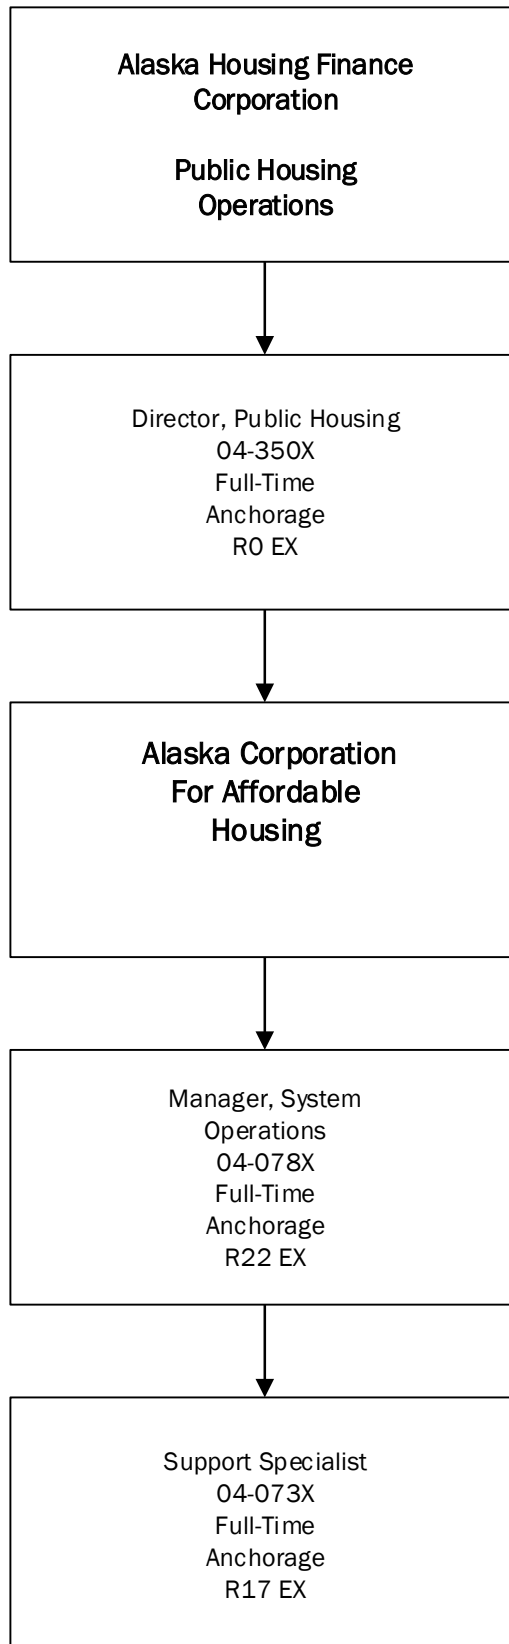 Alaska Housing Finance
Corporation
Public Housing
Operations
Director, Public Housing
04-350X
Full-Time
Anchorage
R0 EX
Alaska Corporation
For Affordable
Housing
Manager, System
Operations
04-078X
Full-Time
Anchorage
R22 EX
Support Specialist
04-073X
Full-Time
Anchorage
R17 EX